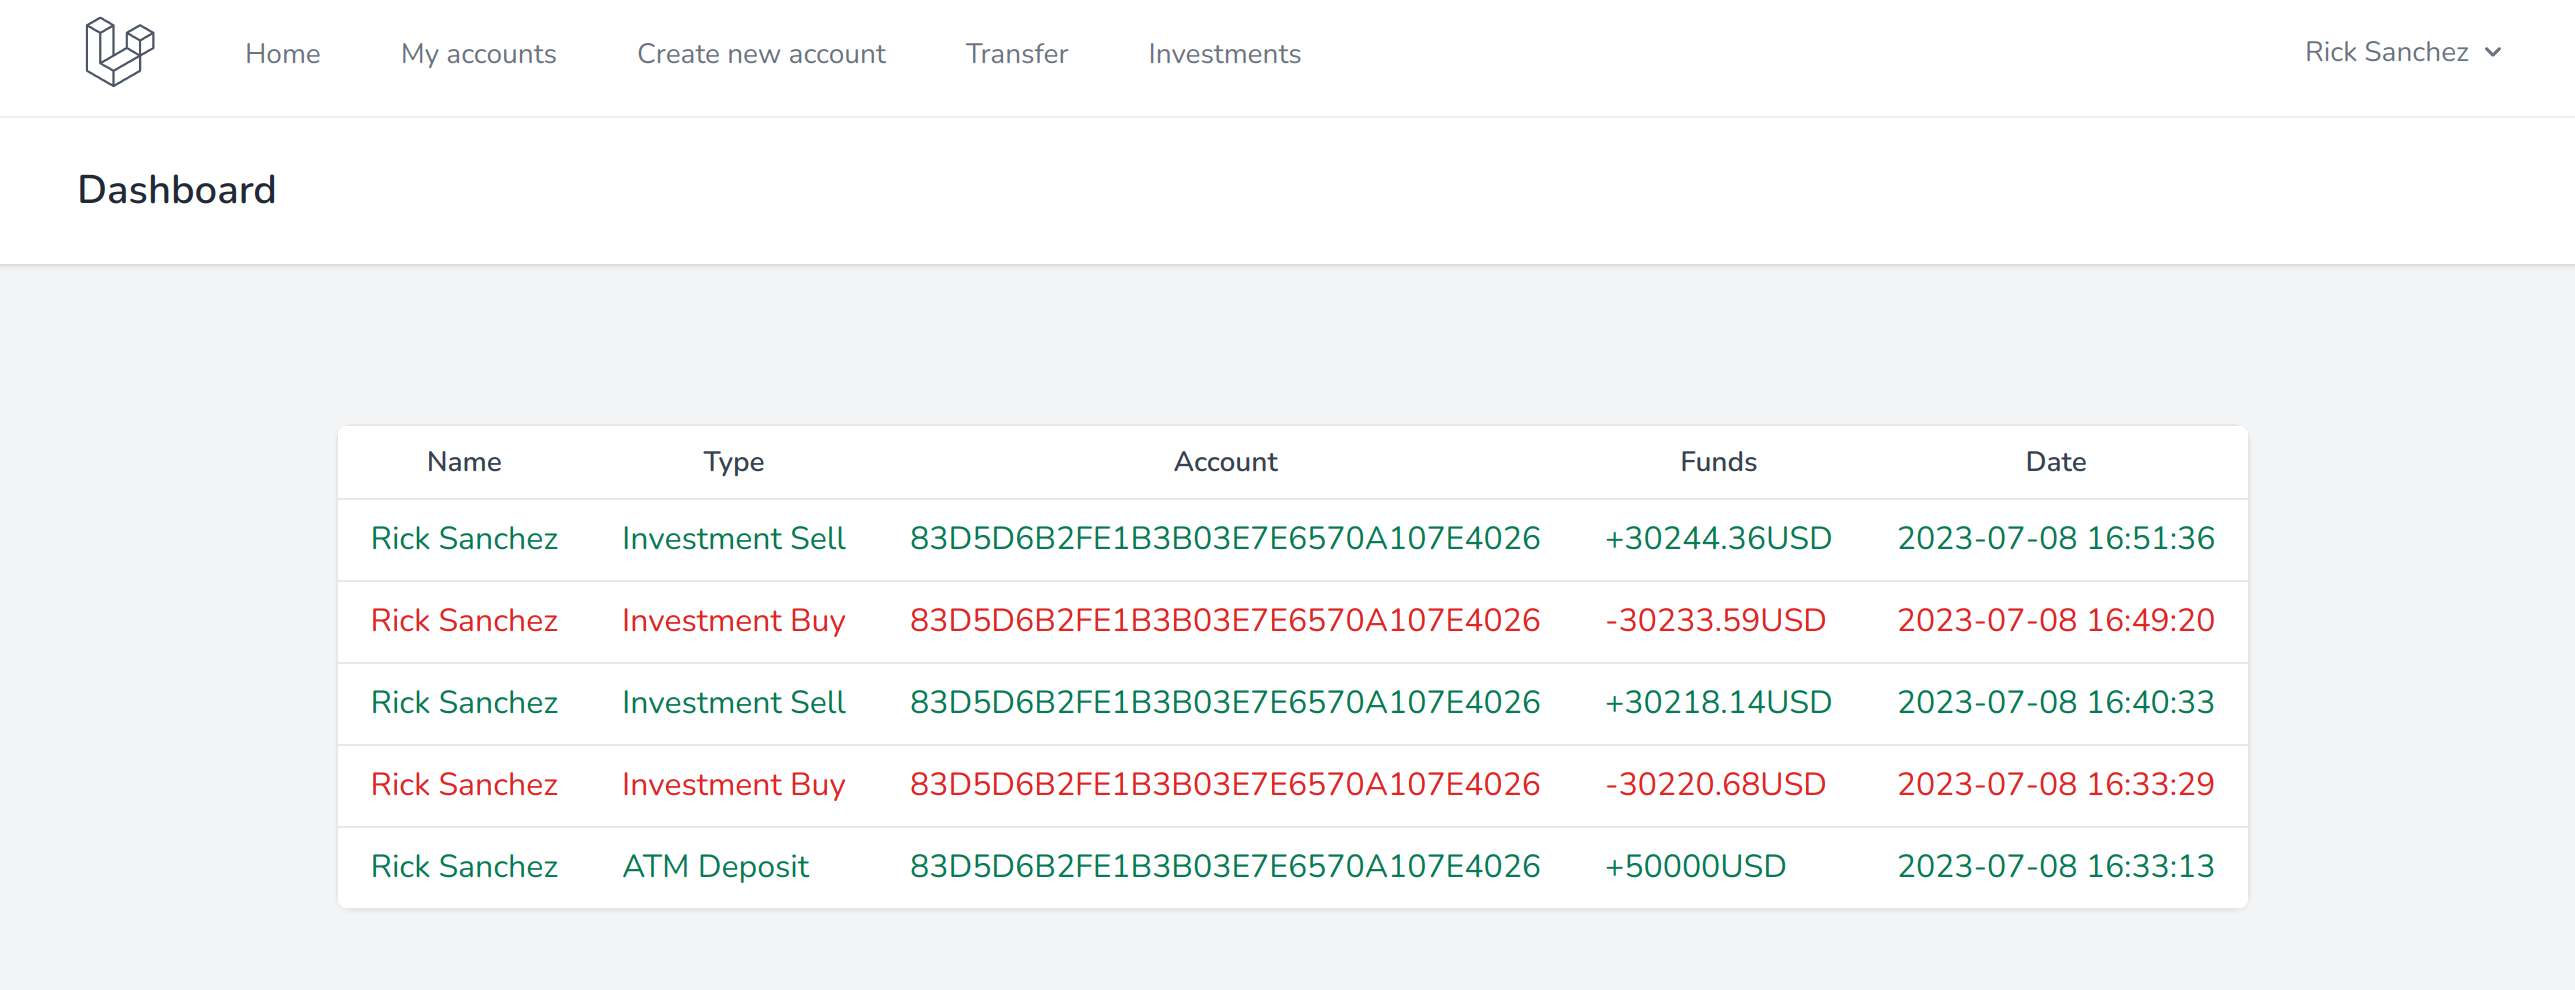 Home My accounts Create new account Transfer Investments Rick Sanchez
Dashboard
Name Type Account Funds Date
Rick Sanchez Investment Sell 83D5D6B2FE1B3B03E7E6570A107E4026 +30244.36USD 2023-07-08 16:51:36
Rick Sanchez Investment Buy 83D5D6B2FE1B3B03E7E6570A107E4026 -30233.59USD 2023-07-08 16:49:20
Rick Sanchez Investment Sell 83D5D6B2FE1B3B03E7E6570A107E4026 +30218.14USD 2023-07-08 16:40:33
Rick Sanchez Investment Buy 83D5D6B2FE1B3B03E7E6570A107E4026 -30220.68USD 2023-07-08 16:33:29
Rick Sanchez ATM Deposit 83D5D6B2FE1B3B03E7E6570A107E4026 +50000USD 2023-07-08 16:33:13